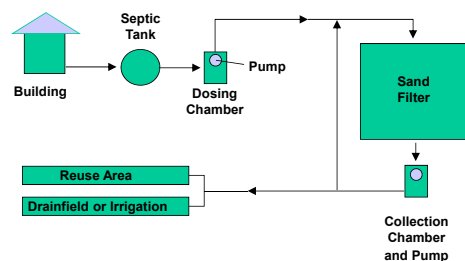 Septic
Tank
Building
Pump
Dosing
Chamber
Sand
Filter
Reuse Area
Drainfield or Irrigation
Collection
Chamber
and Pump